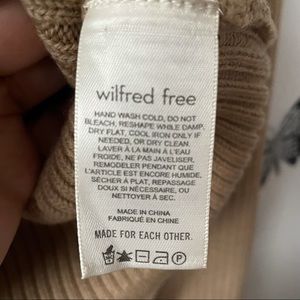 wilfred free
HAND WASH COLD, DO NOT
BLEACH, RESHAPE WHILE DAMP,
DRY FLAT, COOL IRON ONLY IF
NEEDED, OR DRY CLEAN.
LAVER À LA MAIN À L'EAU
FROIDE, NE PAS JAVELISER,
REMODELER PENDANT QUE
L'ARTICLE EST ENCORE HUMIDE,
SÉCHER À PLAT, REPASSAGE
DOUX SI NÉCESSAIRE, OU
NETTOYER À SEC.
MADE IN CHINA
FABRIQUÉ EN CHINE
MADE FOR EACH OTHER.
P